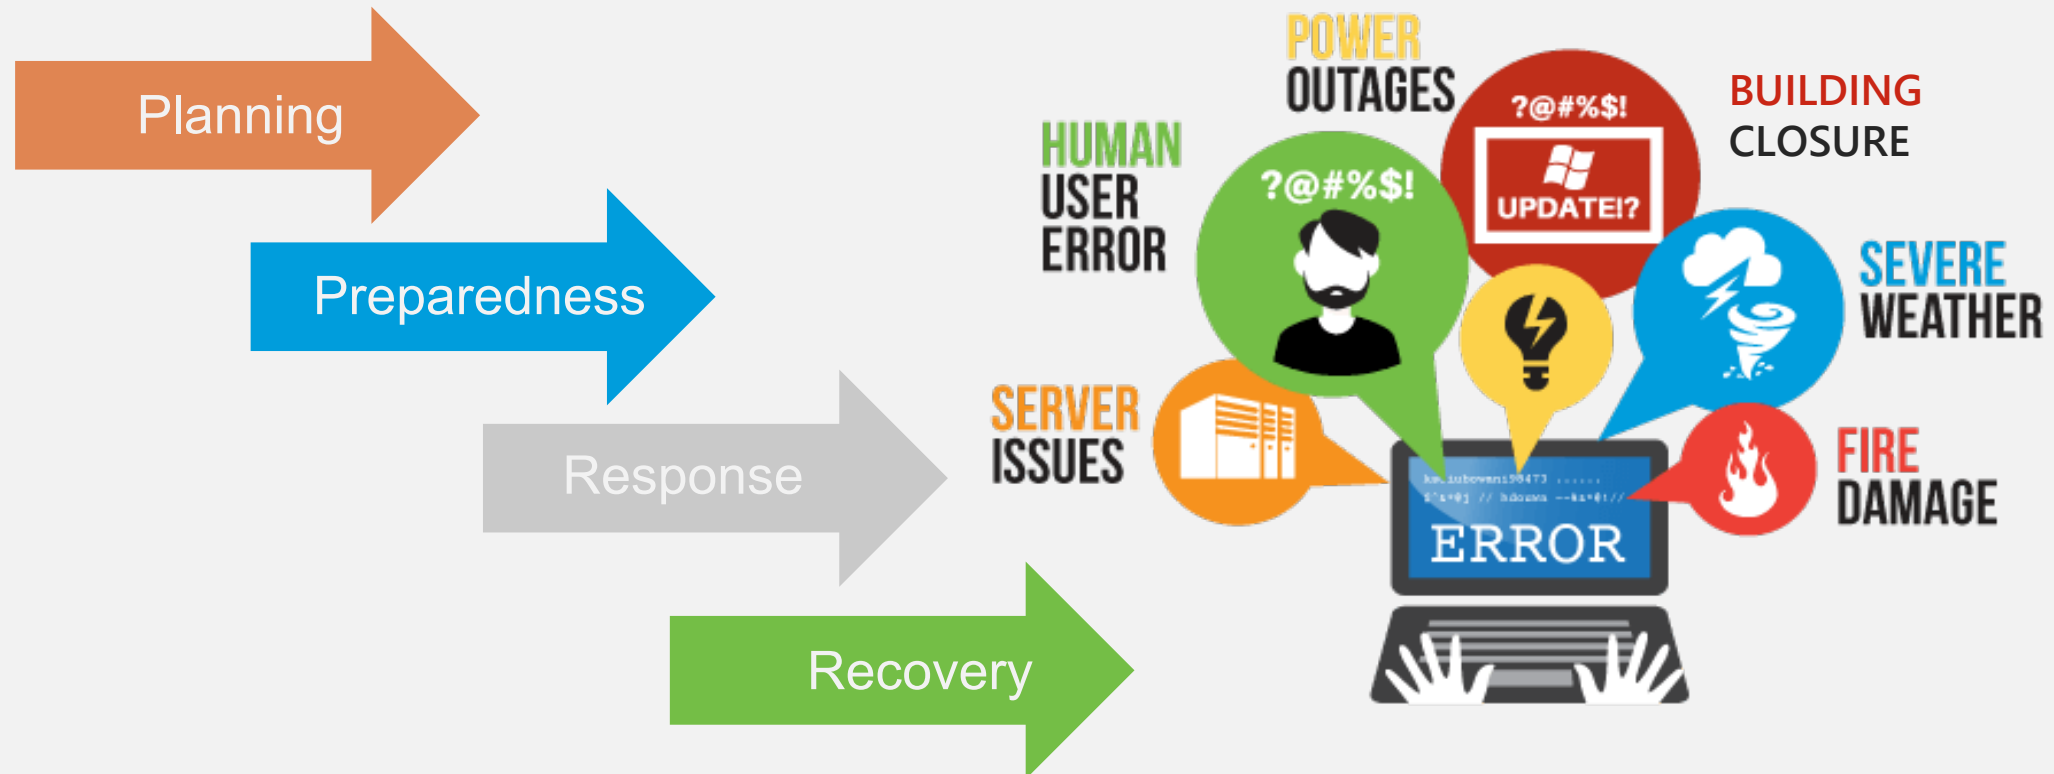 Planning
Preparedness
Response
Recovery
POWER
OUTAGES
BUILDING
CLOSURE
HUMAN
USER
ERROR
?@#%$!
?@#%$!
UPDATE!?
SEVERE
WEATHER
SERVER
ISSUES
FIRE
DAMAGE
ERROR